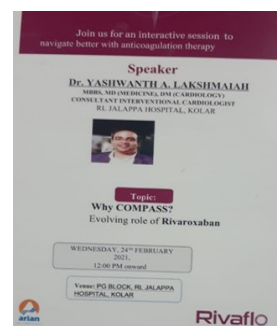 Join us for an interactive session to
navigate better with anticoagulation therapy
Speaker
Dr. YASHWANTH A. LAKSHMAIAH
MBBS, MD (MEDICINE), DM (CARDIOLOGY)
CONSULTANT INTERVENTIONAL CARDIOLOGIST
RL JALAPPA HOSPITAL, KOLAR
Topic:
Why COMPASS?
Evolving role of Rivaroxaban
WEDNESDAY, 24TH FEBRUARY
2021,
12:00 PM onward
Venue: PG BLOCK, RL JALAPPA
HOSPITAL, KOLAR
arian
Rivaflo